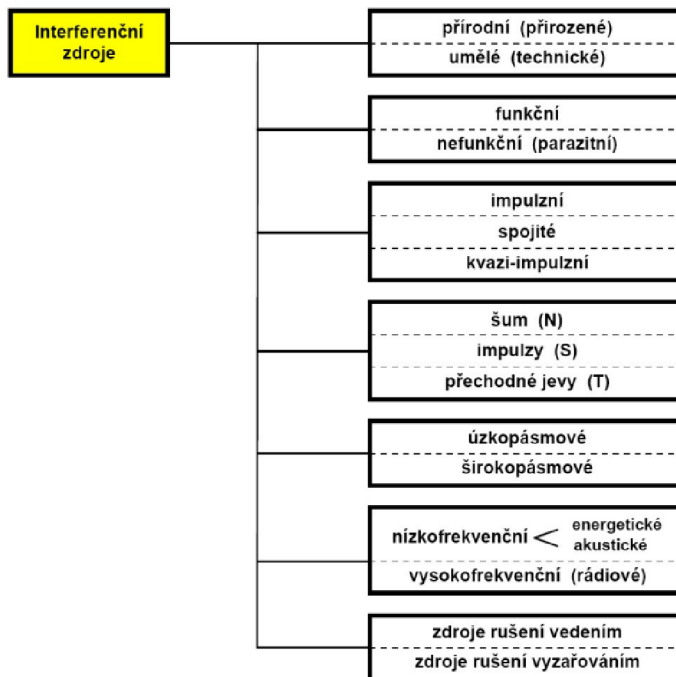 Interferenční
zdroje
přírodní (přirozené)
umělé (technické)
funkční
nefunkční (parazitní)
impulzní
spojité
kvazi-impulzní
šum (N)
impulzy (S)
přechodné jevy (T)
úzkopásmové
širokopásmové
nízkofrekvenční < energetické
akustické
vysokofrekvenční (rádiové)
zdroje rušení vedením
zdroje rušení vyzařováním